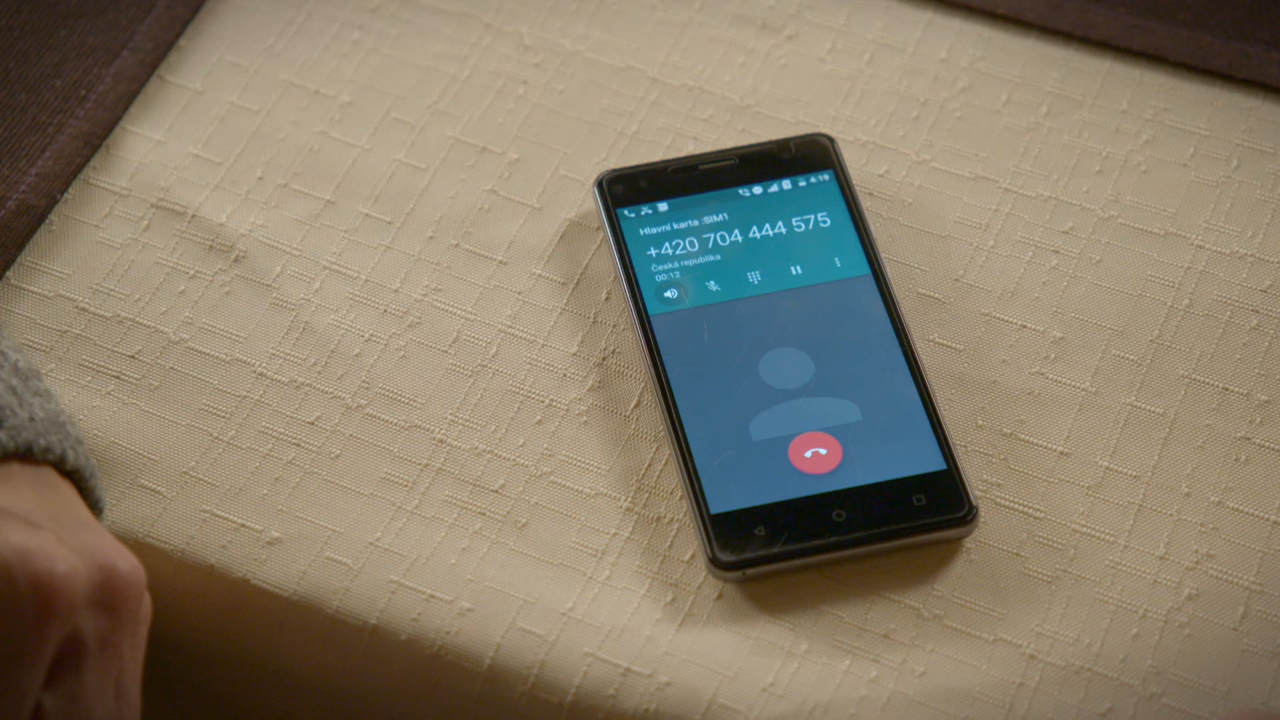 4:19
Hlavní karta :SIM1
+420 704 444 575
Česká republika
00:12